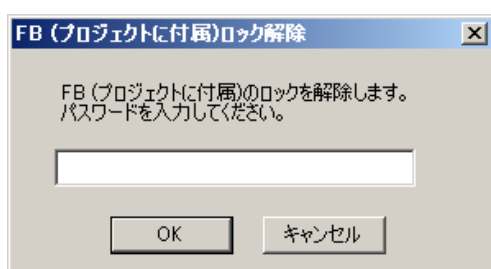 FB (プロジェクトに付属)ロック解除
FB (プロジェクトに付属)のロックを解除します。
パスワードを入力してください。
OK キャンセル